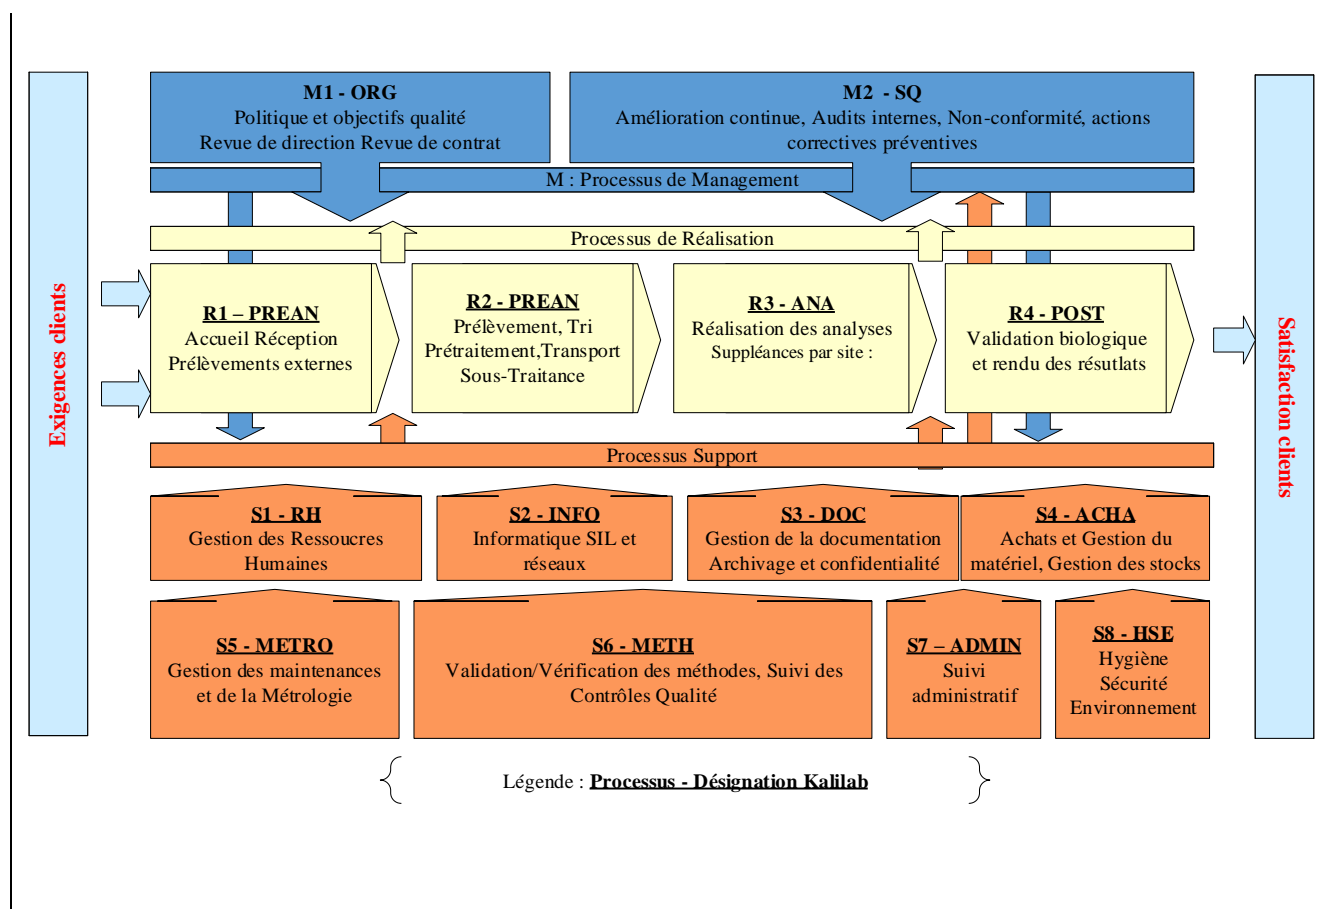 Exigences clients
M1 - ORG
Politique et objectifs qualité
Revue de direction Revue de contrat
M2  - SQ
Amélioration continue, Audits internes, Non-conformité, actions
correctives préventives
M : Processus de Management
Processus de Réalisation
R1 – PREAN
Accueil Réception
Prélèvements externes
R2 - PREAN
Prélèvement, Tri
Prétraitement,Transport
Sous-Traitance
R3 - ANA
Réalisation des analyses
Suppléances par site :
R4 - POST
Validation biologique
et rendu des résutlats
Processus Support
S1 - RH
Gestion des Ressoucres
Humaines
S2 - INFO
Informatique SIL et
réseaux
S3 - DOC
Gestion de la documentation
Archivage et confidentialité
S4 - ACHA
Achats et Gestion du
matériel, Gestion des stocks
S5 - METRO
Gestion des maintenances
et de la Métrologie
S6 - METH
Validation/Vérification des méthodes, Suivi des
Contrôles Qualité
S7 – ADMIN
Suivi
administratif
S8 - HSE
Hygiène
Sécurité
Environnement
Satisfaction clients
Légende : Processus - Désignation Kalilab